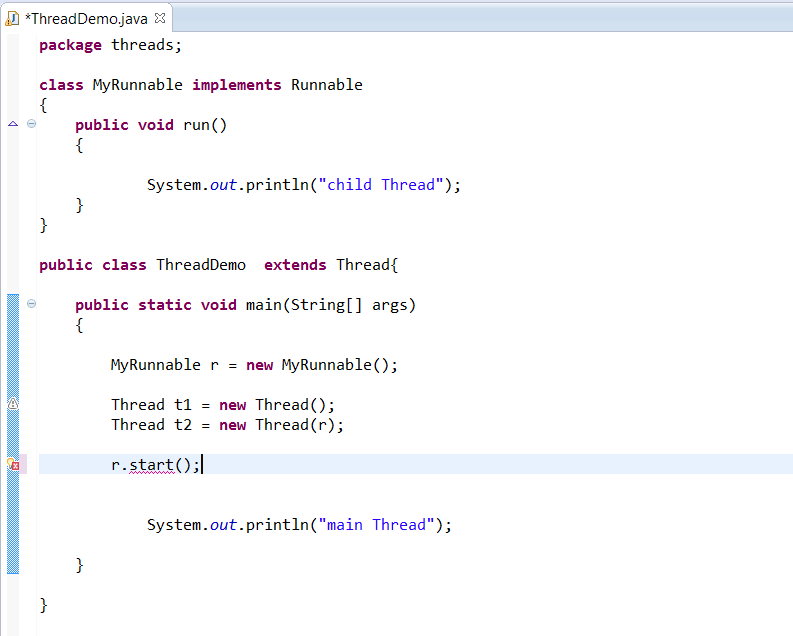 *ThreadDemo.java
package threads;
class MyRunnable implements Runnable
{
public void run()
{
System.out.println("child Thread");
}
}
public class ThreadDemo  extends Thread{
public static void main(String[] args)
{
MyRunnable r = new MyRunnable();
Thread t1 = new Thread();
Thread t2 = new Thread(r);
r.start();
System.out.println("main Thread");
}
}